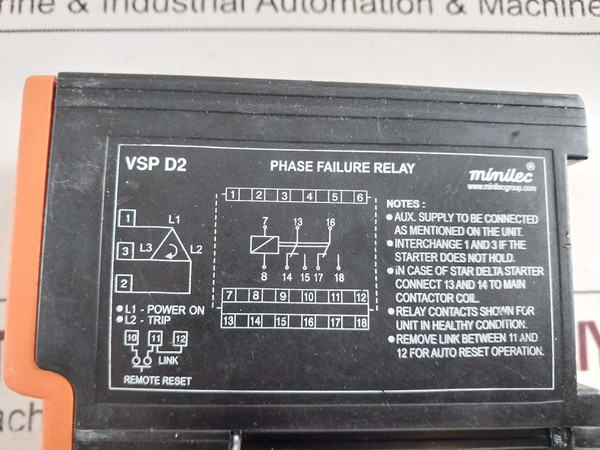 rine & Industrial Automation & Machine
VSP D2
PHASE FAILURE RELAY
minilec®
www.minilecgroup.com
1 2 3 4 5 6
1
L1
3
L3
L2
2
7 13 16
8 14 15 17 18
7 8 9 10 11 12
13 14 15 16 17 18
L1 - POWER ON
L2 - TRIP
10 11 12
LINK
REMOTE RESET
NOTES :
● AUX. SUPPLY TO BE CONNECTED
AS MENTIONED ON THE UNIT.
● INTERCHANGE 1 AND 3 IF THE
STARTER DOES NOT HOLD.
● IN CASE OF STAR DELTA STARTER
CONNECT 13 AND 14 TO MAIN
CONTACTOR COIL.
● RELAY CONTACTS SHOWN FOR
UNIT IN HEALTHY CONDITION.
● REMOVE LINK BETWEEN 11 AND
12 FOR AUTO RESET OPERATION.